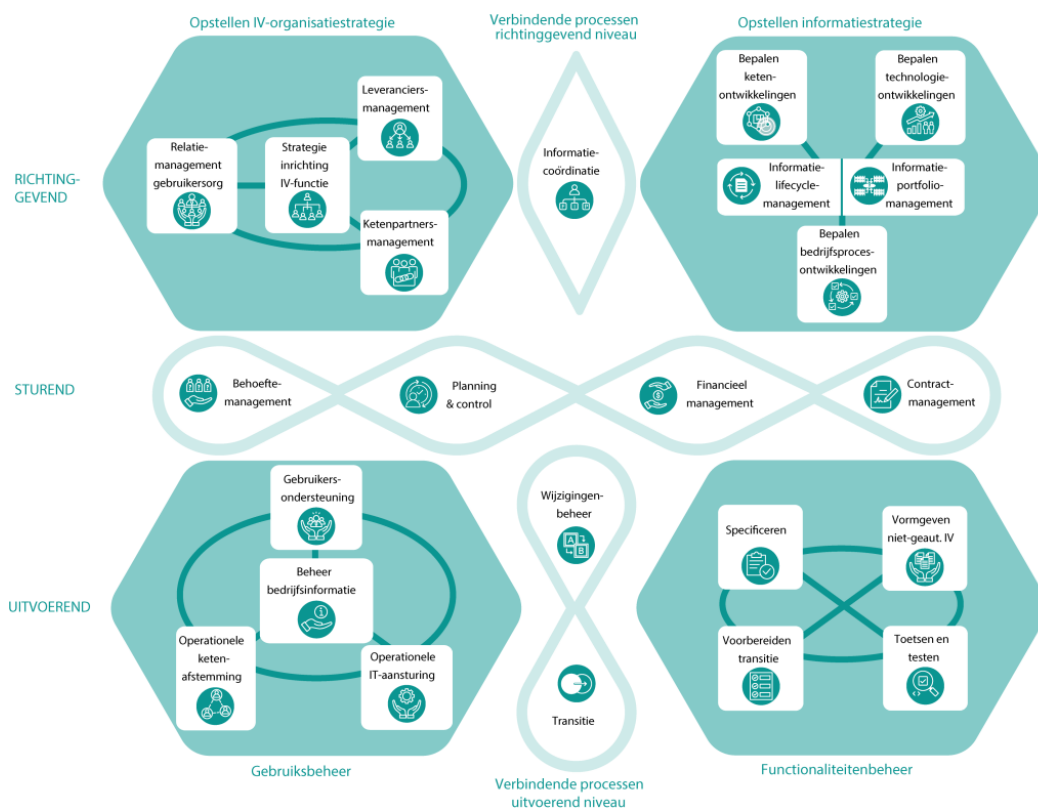 Opstellen IV-organisatiestrategie
Verbindende processen
richtinggevend niveau
Opstellen informatiestrategie
RICHTING-
GEVEND
Relatie-
management
gebruikersorg
Strategie
inrichting
IV-functie
Leveranciers-
management
Ketenpartners-
management
Informatie-
coördinatie
Bepalen
keten-
ontwikkelingen
Bepalen
technologie-
ontwikkelingen
Informatie-
lifecycle-
management
Informatie-
portfolio-
management
Bepalen
bedrijfsproces-
ontwikkelingen
STUREND
Behoefte-
management
Planning
& control
Financieel
management
Contract-
management
UITVOEREND
Gebruikers-
ondersteuning
Beheer
bedrijfsinformatie
Operationele
keten-
afstemming
Operationele
IT-aansturing
Gebruiksbeheer
Wijzigingen-
beheer
A
B
Transitie
Verbindende processen
uitvoerend niveau
Specificeren
Vormgeven
niet-geaut. IV
Voorbereiden
transitie
Toetsen en
testen
Functionaliteitenbeheer